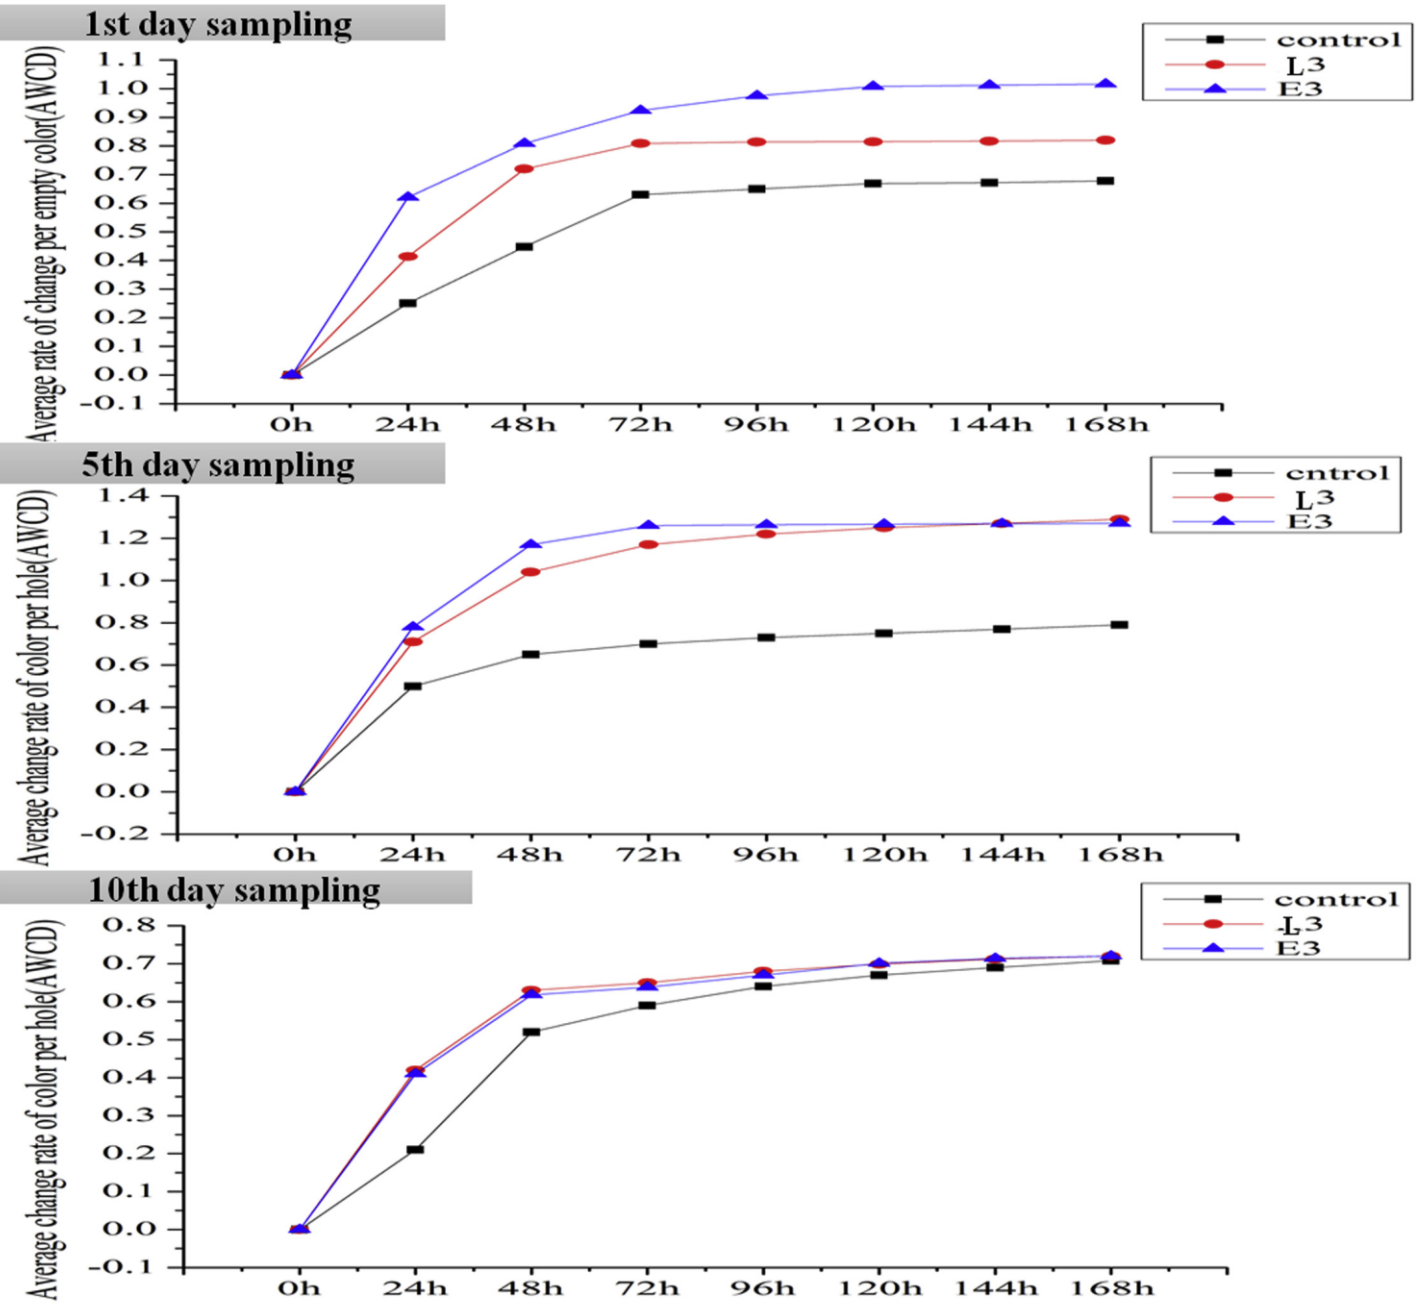 1st day sampling
control
L3
E3
Average rate of change per empty color(AWCD)
1.1
1.0
0.9
0.8
0.7
0.6
0.5
0.4
0.3
0.2
0.1
0.0
-0.1
0h 24h 48h 72h 96h 120h 144h 168h
5th day sampling
cntrol
L3
E3
Average change rate of color per hole(AWCD)
1.4
1.2
1.0
0.8
0.6
0.4
0.2
0.0
-0.2
0h 24h 48h 72h 96h 120h 144h 168h
10th day sampling
control
L3
E3
Average change rate of color per hole(AWCD)
0.8
0.7
0.6
0.5
0.4
0.3
0.2
0.1
0.0
-0.1
0h 24h 48h 72h 96h 120h 144h 168h